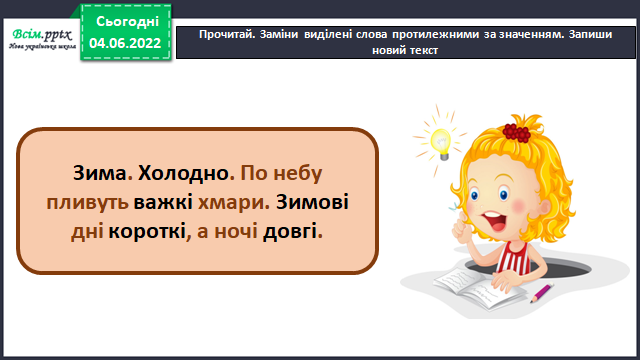 Всім.pptx
Нова українська школа
Сьогодні
04.06.2022
Прочитай. Заміни виділені слова протилежними за значенням. Запиши
новий текст
Зима. Холодно. По небу
пливуть важкі хмари. Зимові
дні короткі, а ночі довгі.